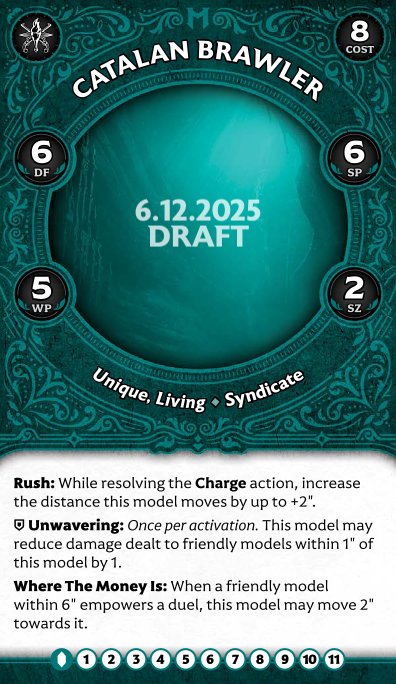 8
COST
CATALAN BRAWLER
6
DF
6
SP
6.12.2025
DRAFT
5
WP
2
SZ
Unique, Living ◆ Syndicate
Rush: While resolving the Charge action, increase
the distance this model moves by up to +2".
Unwavering: Once per activation. This model may
reduce damage dealt to friendly models within 1" of
this model by 1.
Where The Money Is: When a friendly model
within 6" empowers a duel, this model may move 2"
towards it.
1 2 3 4 5 6 7 8 9 10 11